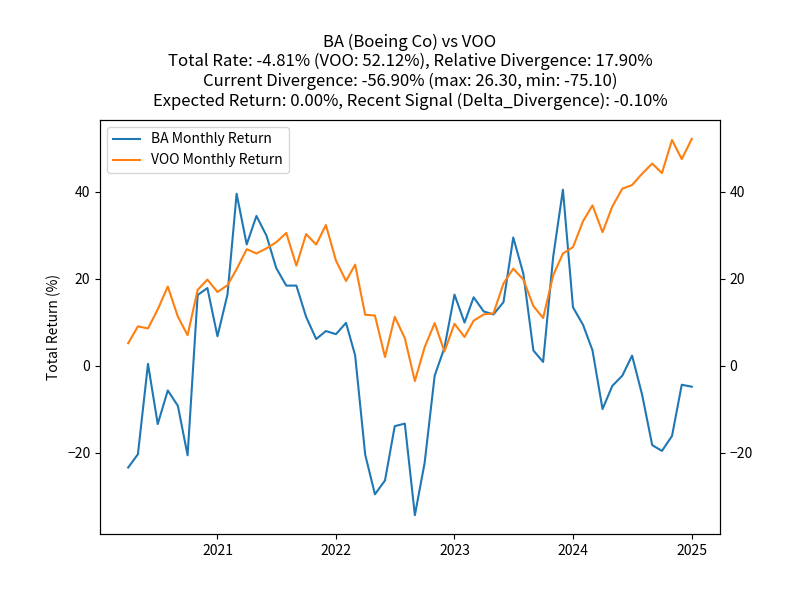 BA (Boeing Co) vs VOO
Total Rate: -4.81% (VOO: 52.12%), Relative Divergence: 17.90%
Current Divergence: -56.90% (max: 26.30, min: -75.10)
Expected Return: 0.00%, Recent Signal (Delta_Divergence): -0.10%
BA Monthly Return
VOO Monthly Return
Total Return (%)
40
20
0
−20
40
20
0
−20
2021
2022
2023
2024
2025